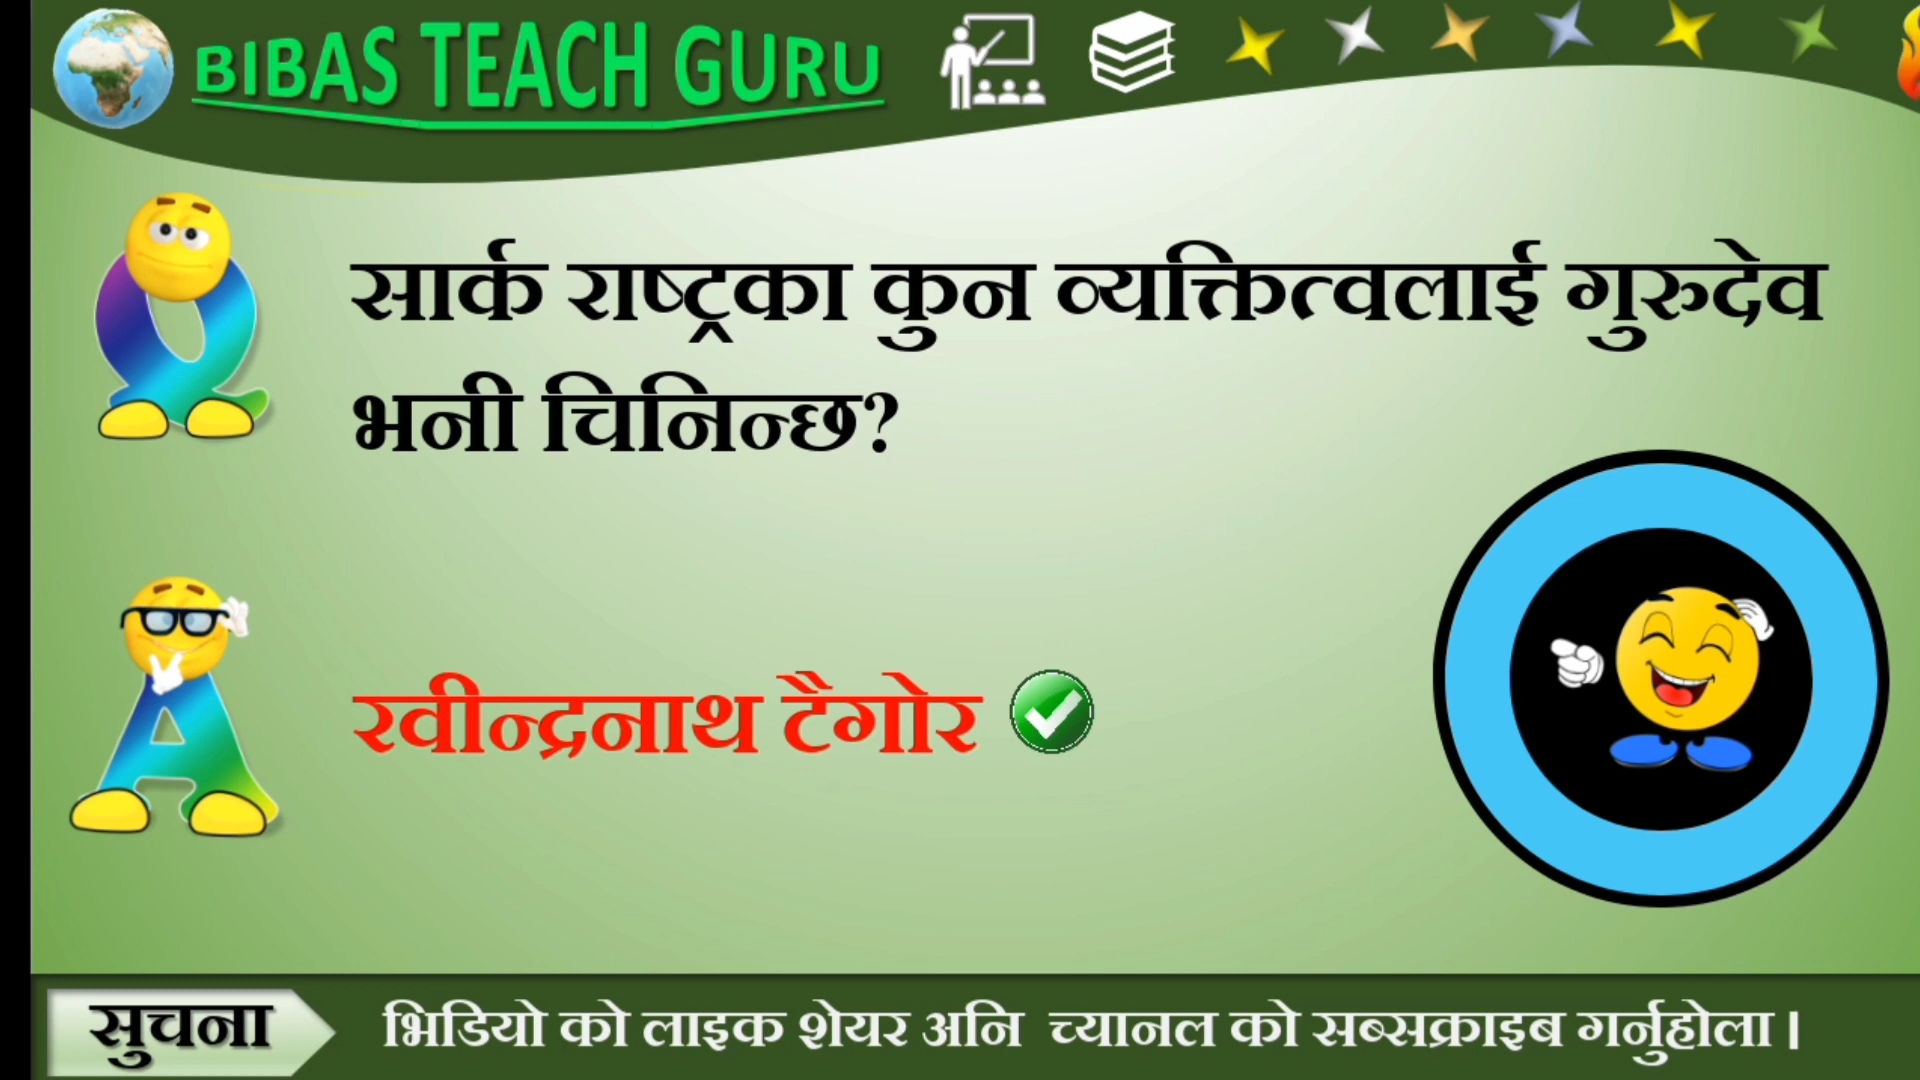 BIBAS TEACH GURU
सार्क राष्ट्रका कुन व्यक्तित्वलाई गुरुदेव
भनी चिनिन्छ?
रवीन्द्रनाथ टैगोर
सुचना
भिडियो को लाइक शेयर अनि च्यानल को सब्सक्राइब गर्नुहोला।